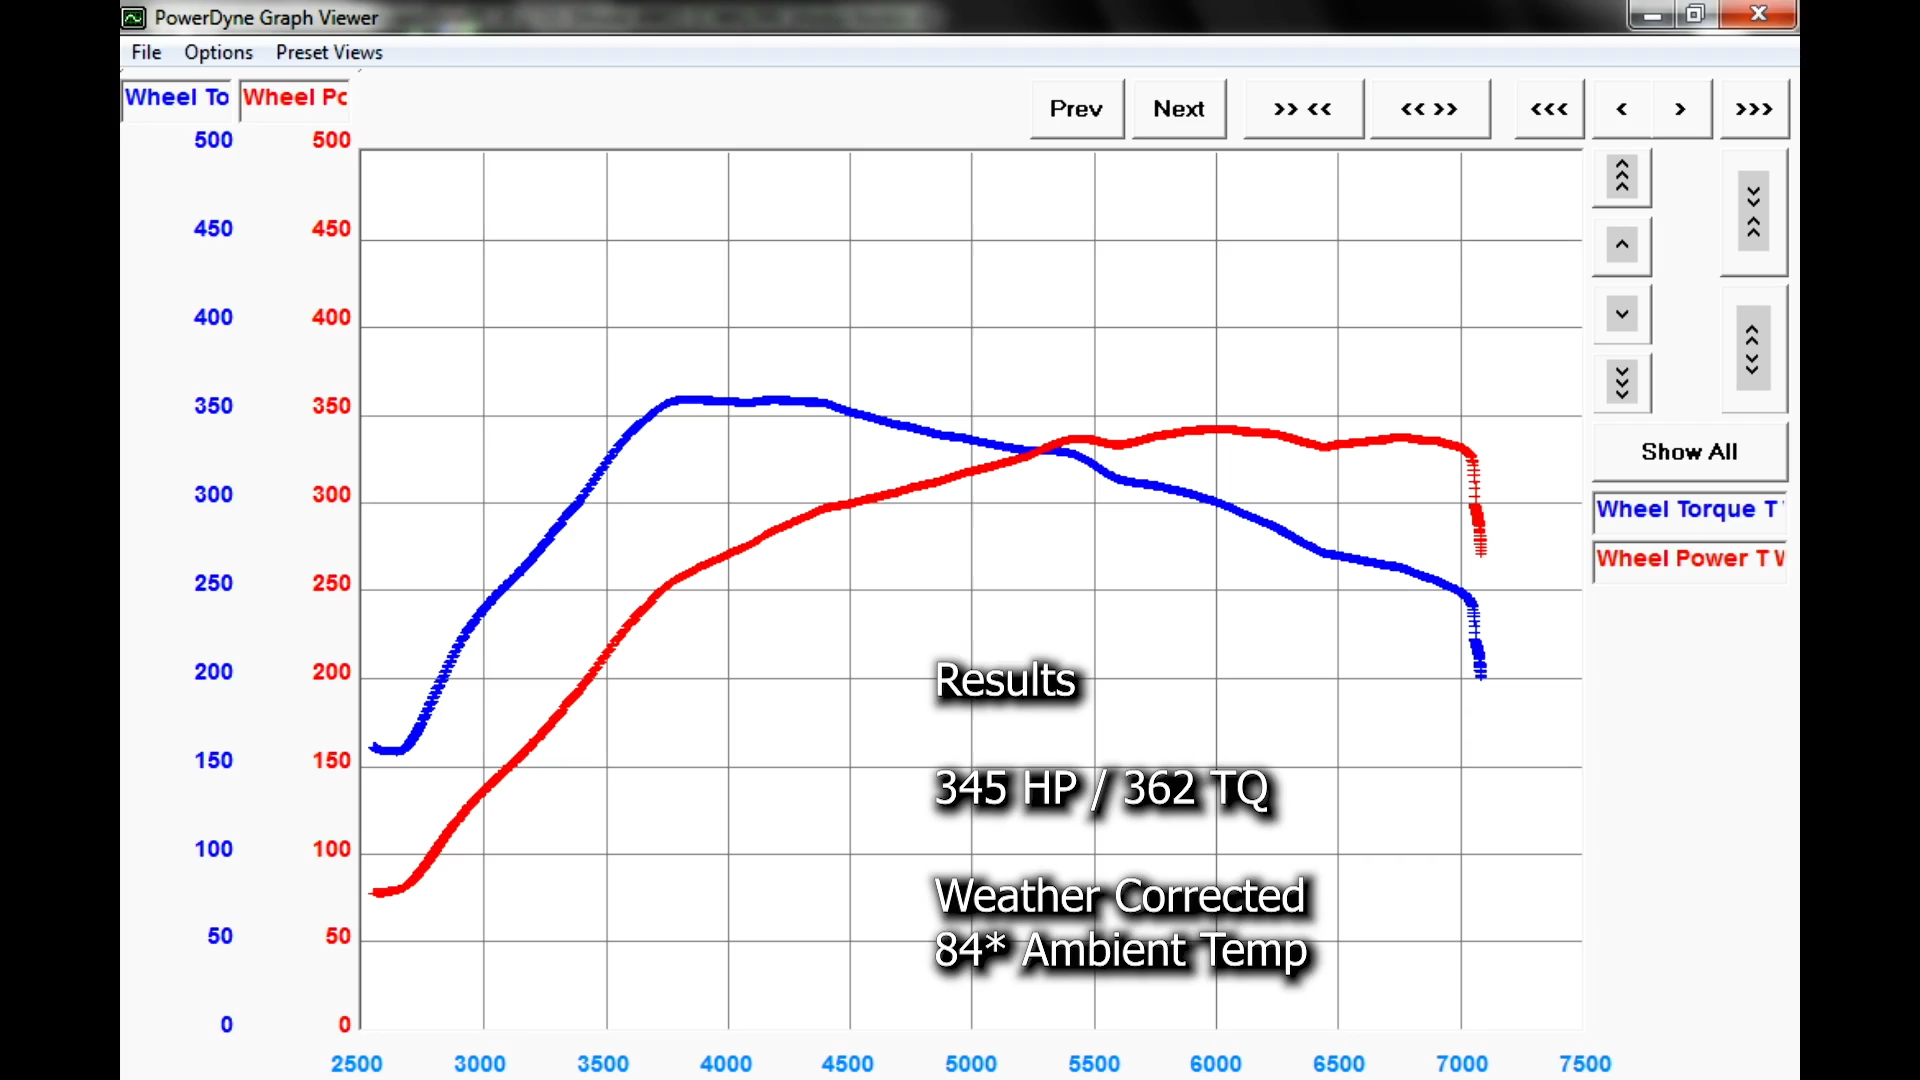 PowerDyne Graph Viewer
File Options Preset Views
Wheel To Wheel Pc
Prev Next >> << << >> <<< < > >>>
500 500
450 450
400 400
350 350
300 300
250 250
200 200
150 150
100 100
50 50
0 0
2500 3000 3500 4000 4500 5000 5500 6000 6500 7000 7500
Show All
Wheel Torque T
Wheel Power T W
Results
345 HP / 362 TQ
Weather Corrected
84* Ambient Temp